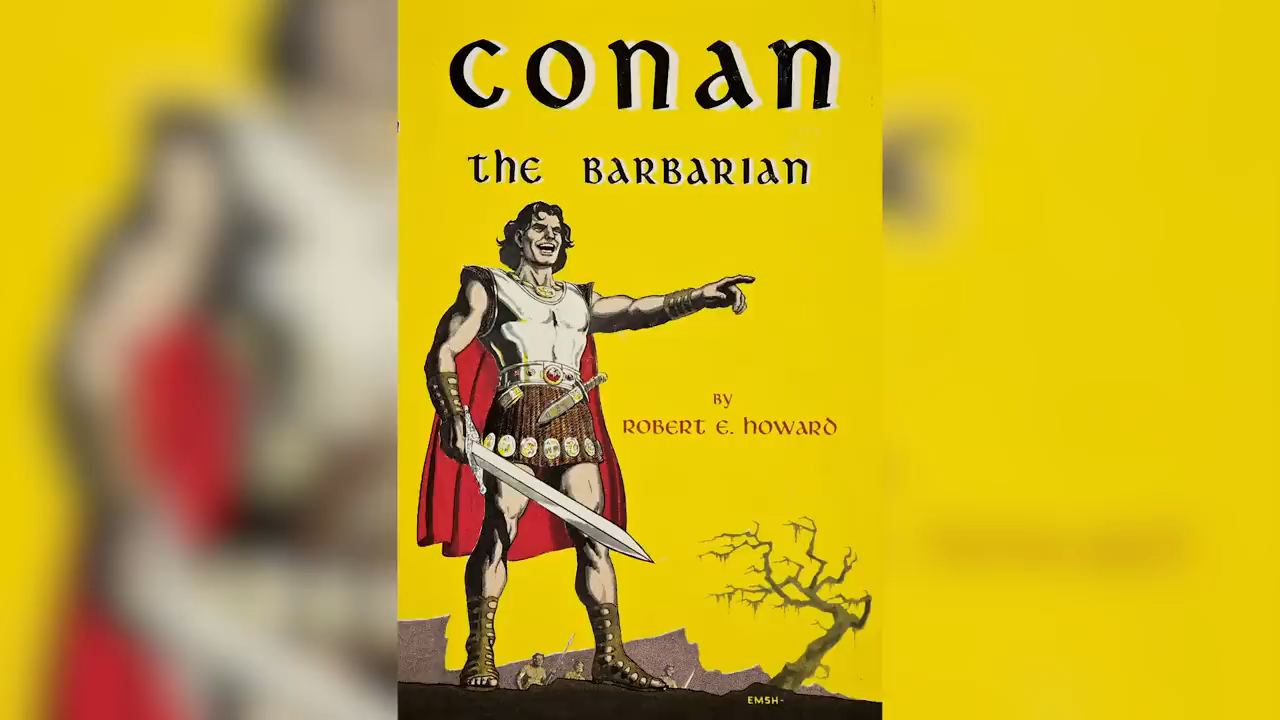 CONAN
THE BARBARIAN
BY
ROBERT E. HOWARD
EMSH-